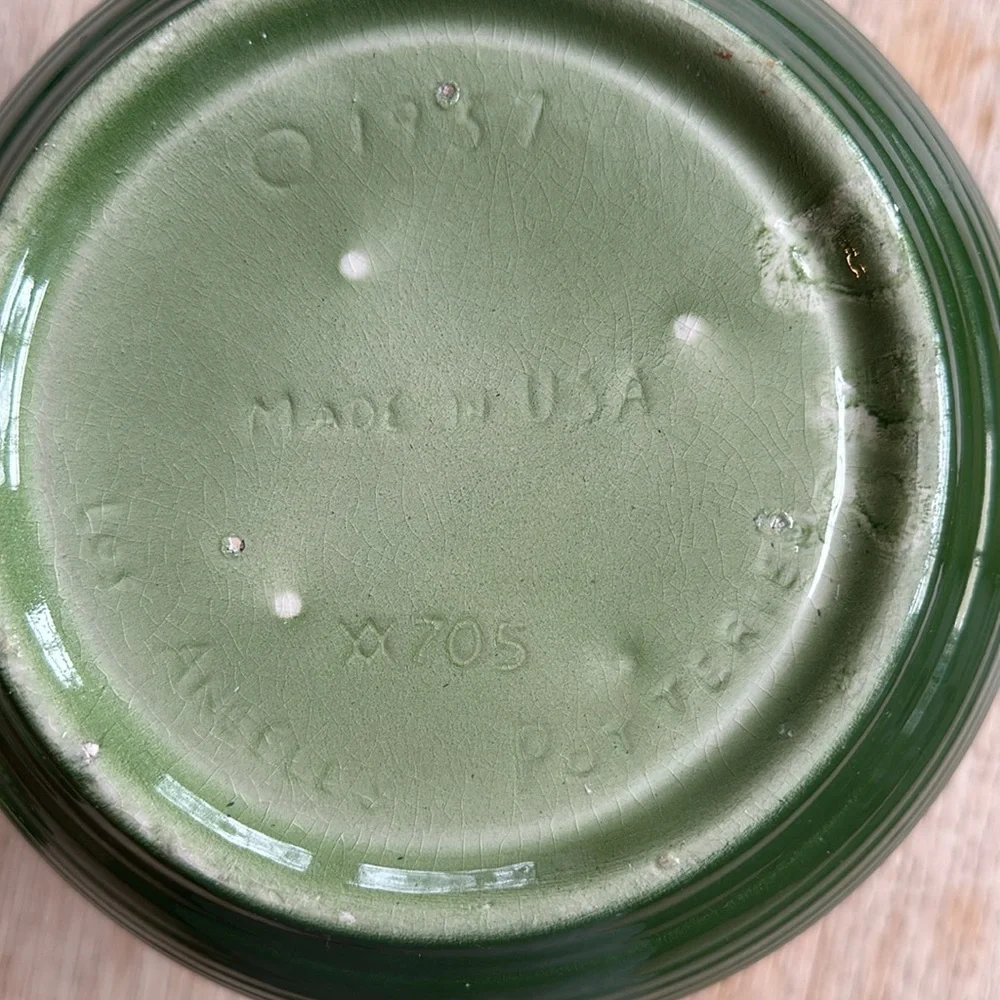 © 1937
MADE IN USA
X 705
LOS ANGELES POTTERIES